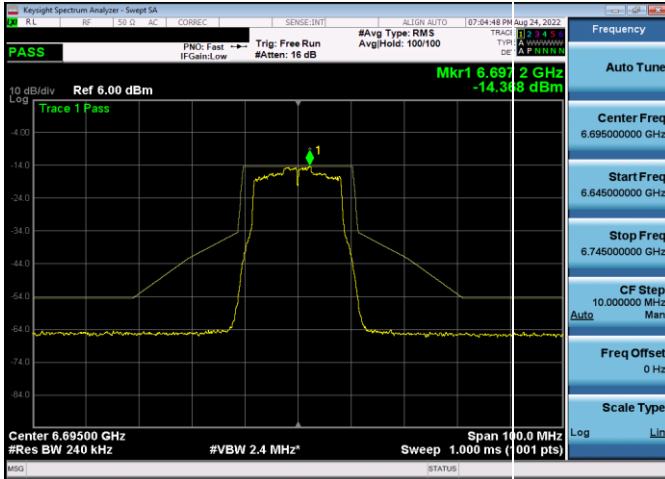 Keysight Spectrum Analyzer - Swept SA
RL RF 50 Ω AC CORREC SENSE:INT ALIGN AUTO 07:04:48 PM Aug 24, 2022
PASS
PNO: Fast
IFGain:Low
Trig: Free Run
#Atten: 16 dB
#Avg Type: RMS
Avg|Hold: 100/100
TRACE 1 2 3 4 5 6
TYPE A WWWWW
DET A P N N N N
Mkr1 6.697 2 GHz
-14.368 dBm
10 dB/div Ref 6.00 dBm
Log
Trace 1 Pass
1
-4.00
-14.0
-24.0
-34.0
-44.0
-54.0
-64.0
-74.0
-84.0
Center 6.69500 GHz Span 100.0 MHz
#Res BW 240 kHz #VBW 2.4 MHz* Sweep 1.000 ms (1001 pts)
MSG STATUS
Frequency
Auto Tune
Center Freq
6.695000000 GHz
Start Freq
6.645000000 GHz
Stop Freq
6.745000000 GHz
CF Step
10.000000 MHz
Auto Man
Freq Offset
0 Hz
Scale Type
Log Lin